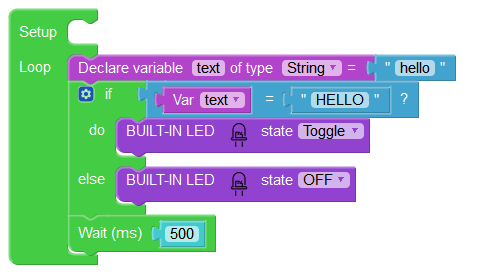 Setup
Loop Declare variable text of type String = " hello "
if Var text = " HELLO " ?
do BUILT-IN LED state Toggle
else BUILT-IN LED state OFF
Wait (ms) 500